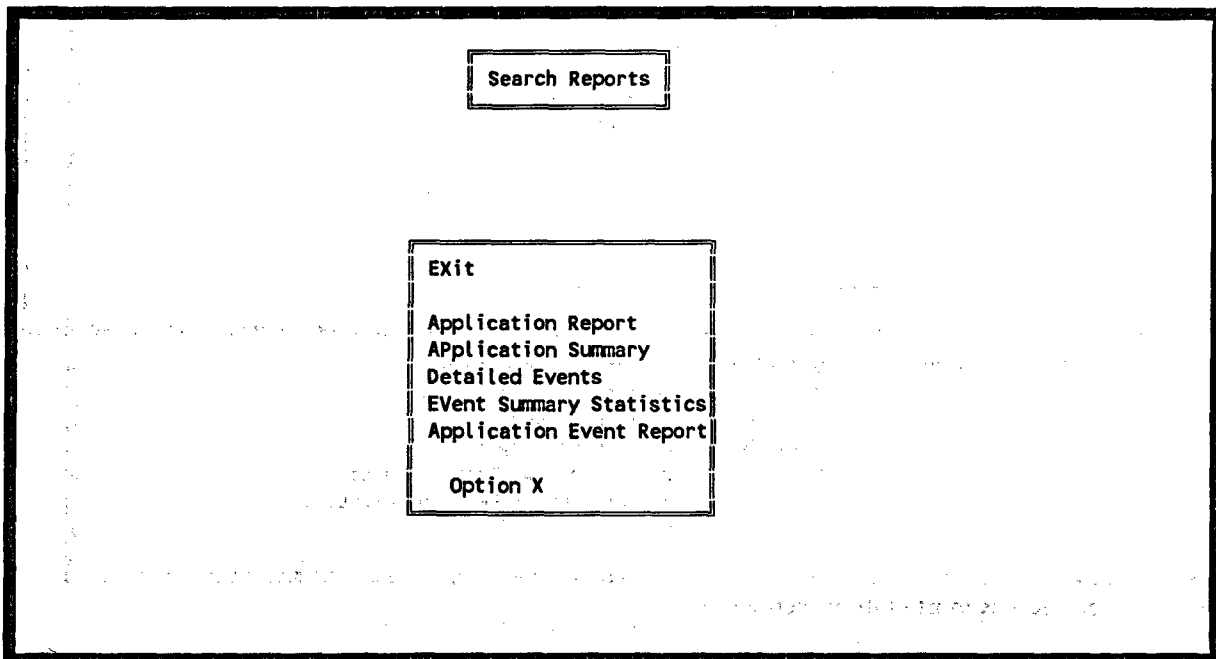 Search Reports
EXit
Application Report
APplication Summary
Detailed Events
EVent Summary Statistics
Application Event Report
Option X